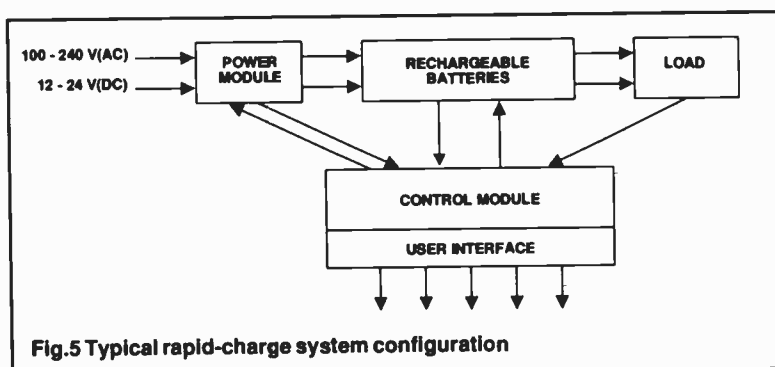 100 - 240 V(AC)
12 - 24 V(DC)
POWER
MODULE
RECHARGEABLE
BATTERIES
LOAD
CONTROL MODULE
USER INTERFACE
Fig.5 Typical rapid-charge system configuration